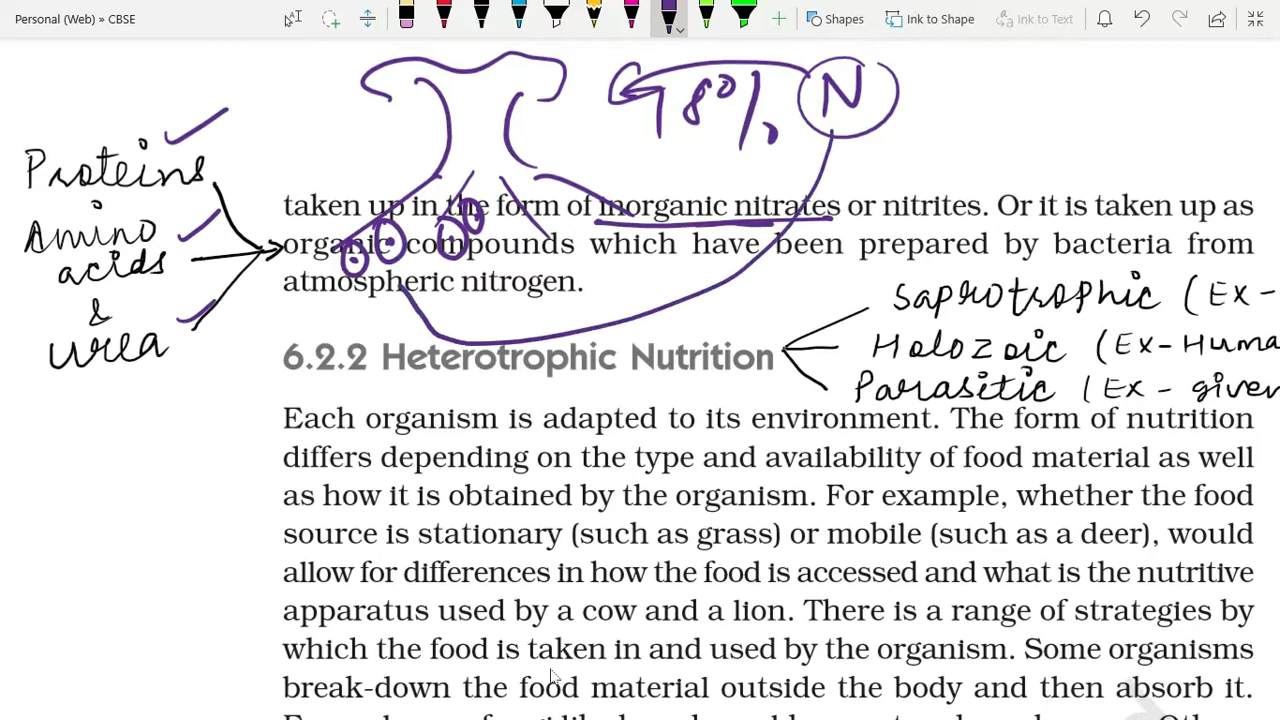 Personal (Web) » CBSE
Shapes
Ink to Shape
Ink to Text
78% N
Proteins
Amino
acids
&
urea
taken up in the form of inorganic nitrates or nitrites. Or it is taken up as
organic compounds which have been prepared by bacteria from
atmospheric nitrogen.
saprotrophic (Ex -
Holozoic (Ex-Huma
Parasitic (Ex - given
6.2.2 Heterotrophic Nutrition
Each organism is adapted to its environment. The form of nutrition
differs depending on the type and availability of food material as well
as how it is obtained by the organism. For example, whether the food
source is stationary (such as grass) or mobile (such as a deer), would
allow for differences in how the food is accessed and what is the nutritive
apparatus used by a cow and a lion. There is a range of strategies by
which the food is taken in and used by the organism. Some organisms
break-down the food material outside the body and then absorb it.